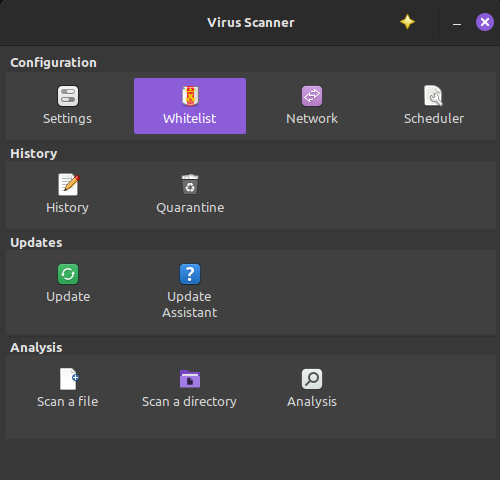 Virus Scanner
Configuration
Settings
Whitelist
Network
Scheduler
History
History
Quarantine
Updates
Update
Update
Assistant
Analysis
Scan a file
Scan a directory
Analysis